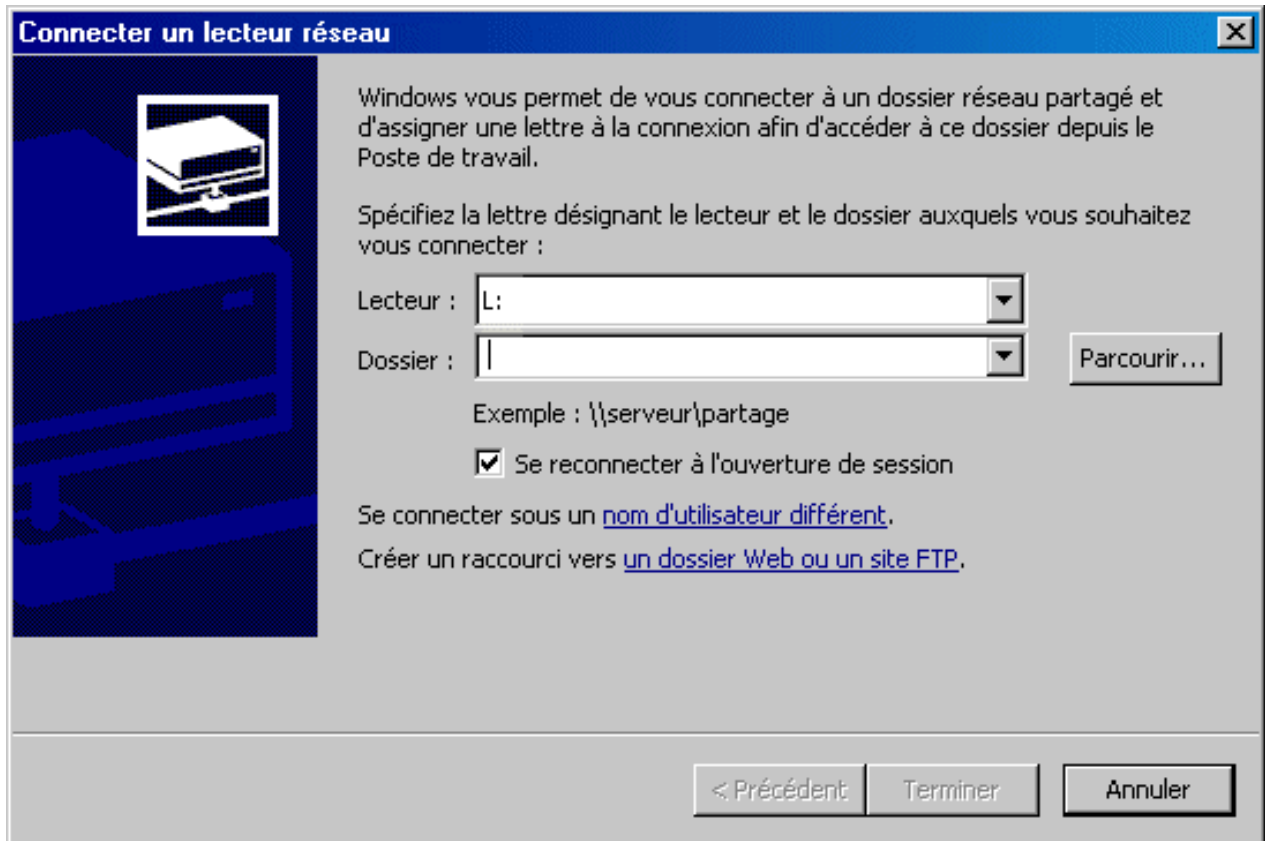 Connecter un lecteur réseau
Windows vous permet de vous connecter à un dossier réseau partagé et
d'assigner une lettre à la connexion afin d'accéder à ce dossier depuis le
Poste de travail.
Spécifiez la lettre désignant le lecteur et le dossier auxquels vous souhaitez
vous connecter :
Lecteur : L:
Dossier :
Parcourir...
Exemple : \\serveur\partage
Se reconnecter à l'ouverture de session
Se connecter sous un nom d'utilisateur différent.
Créer un raccourci vers un dossier Web ou un site FTP.
< Précédent Terminer Annuler